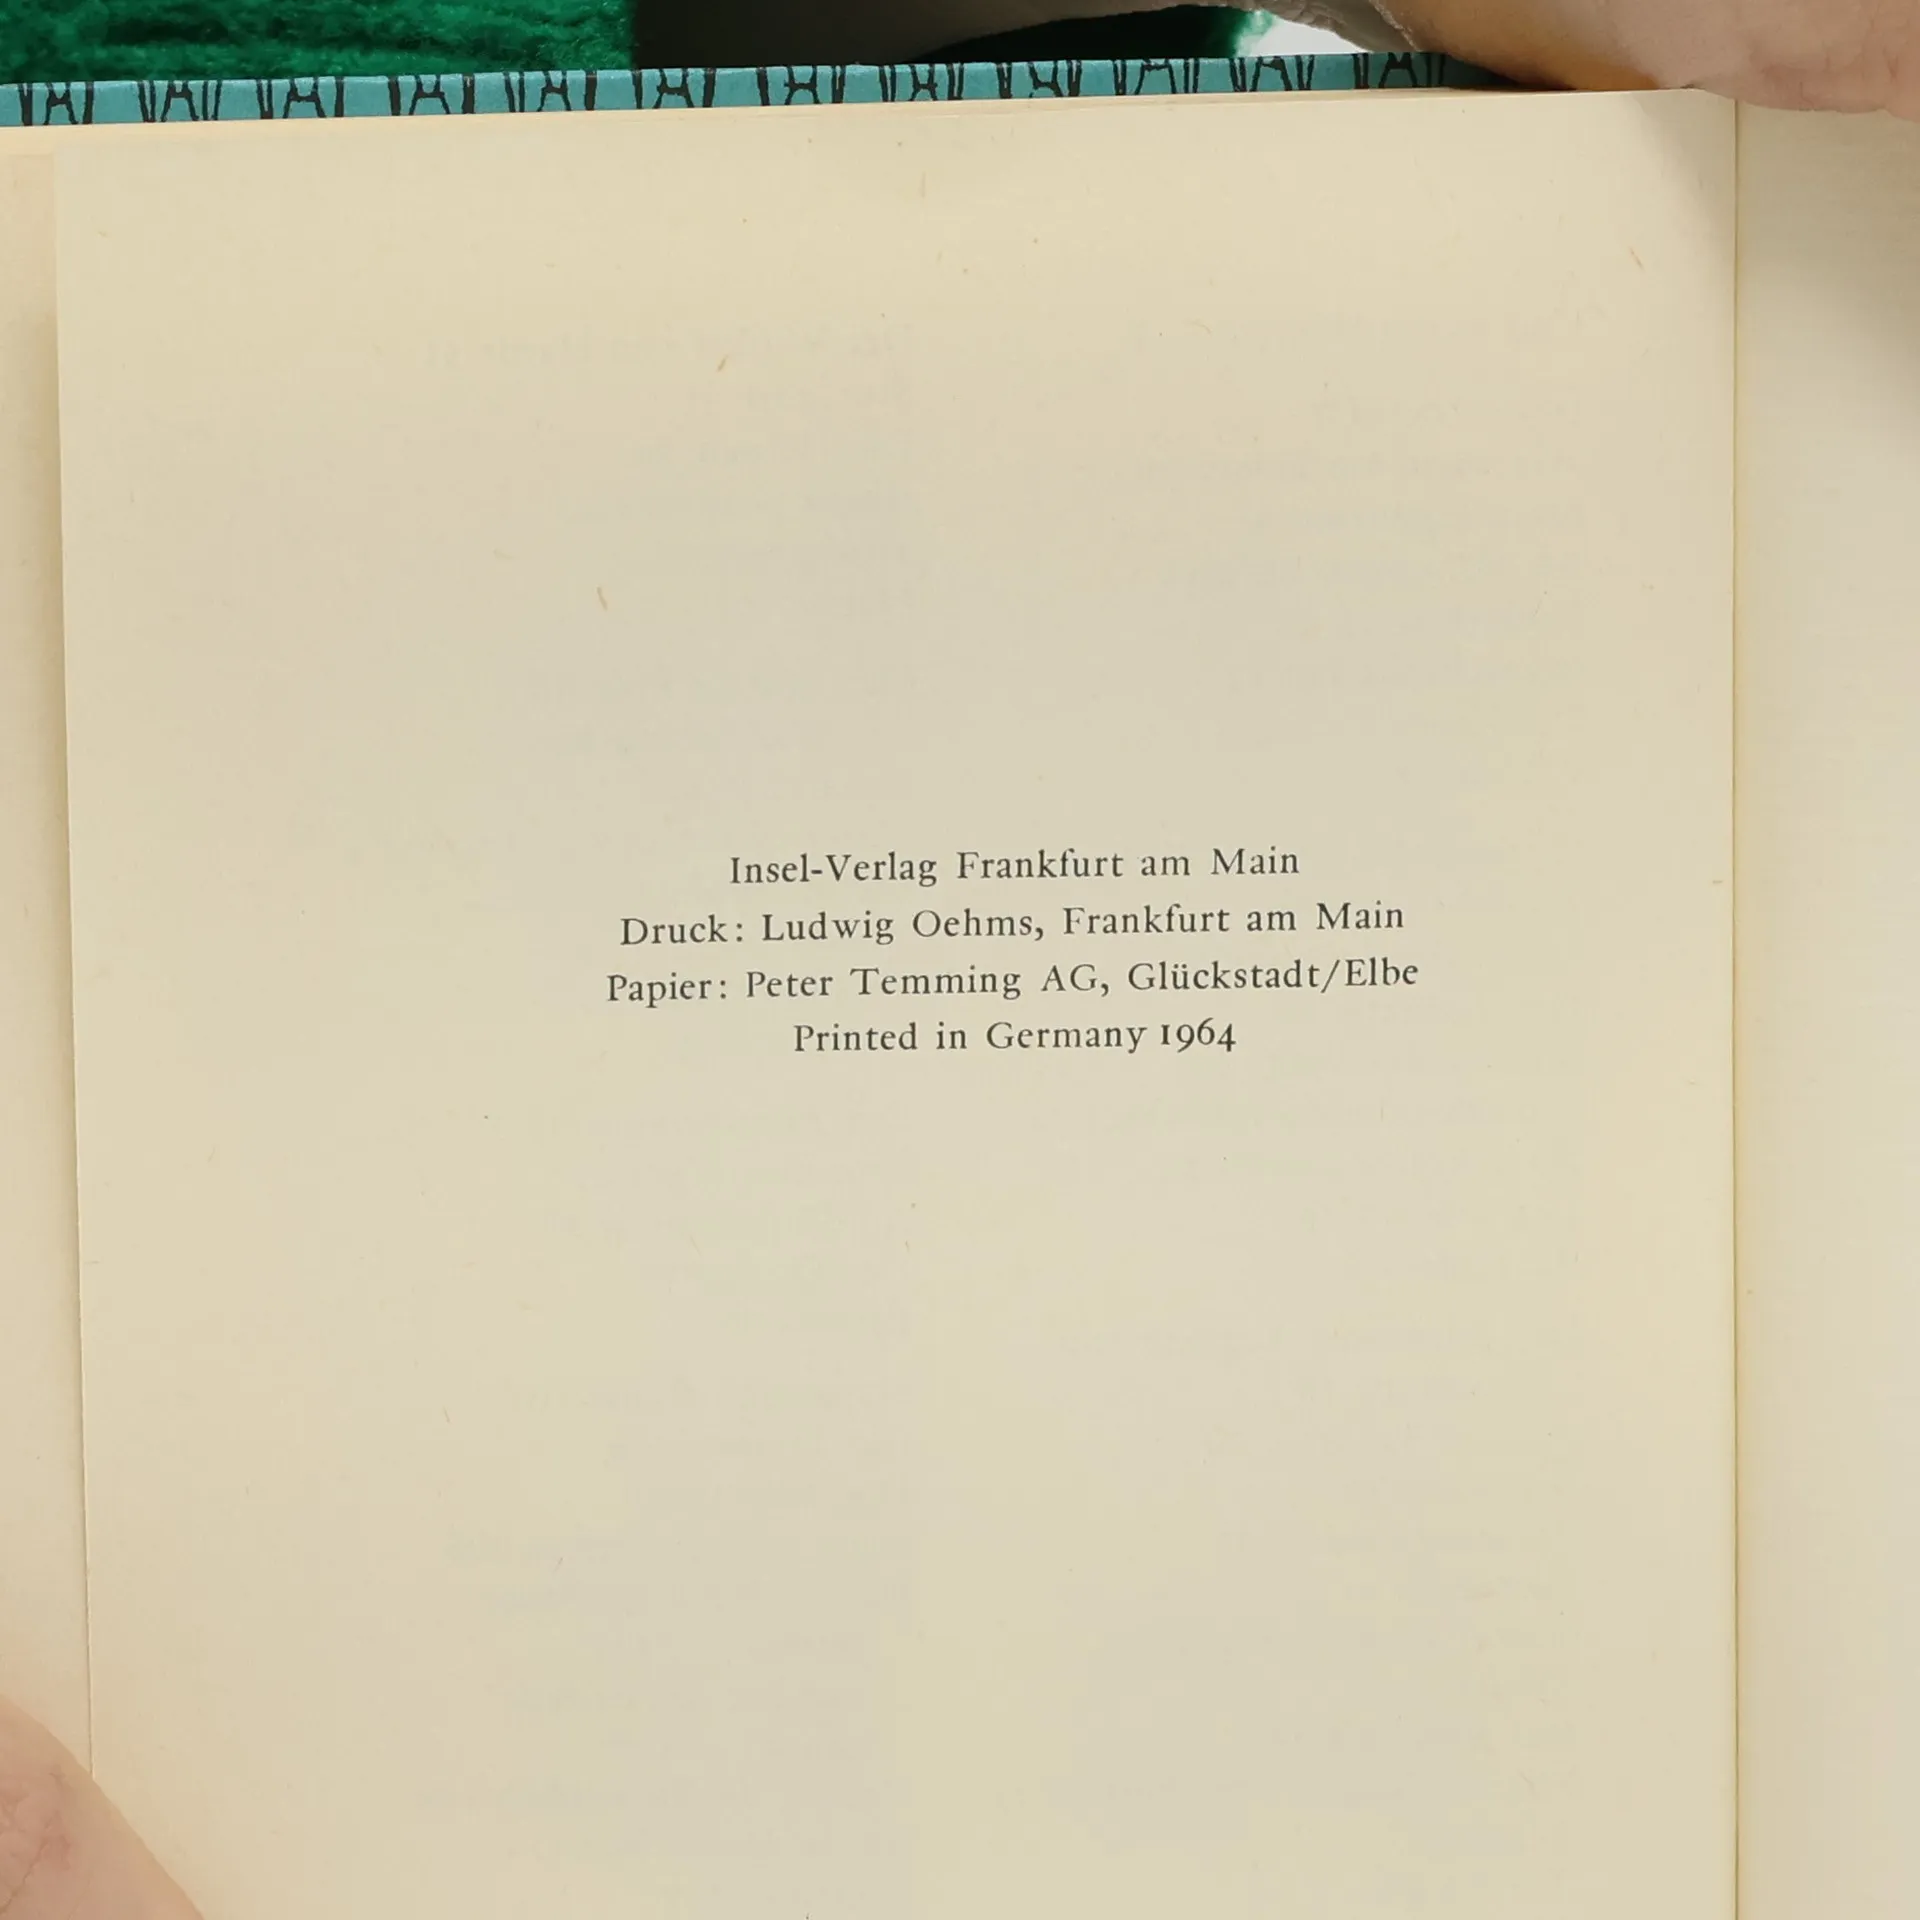 Insel-Verlag Frankfurt am Main
Druck: Ludwig Oehms, Frankfurt am Main
Papier: Peter Temming AG, Glückstadt/Elbe
Printed in Germany 1964